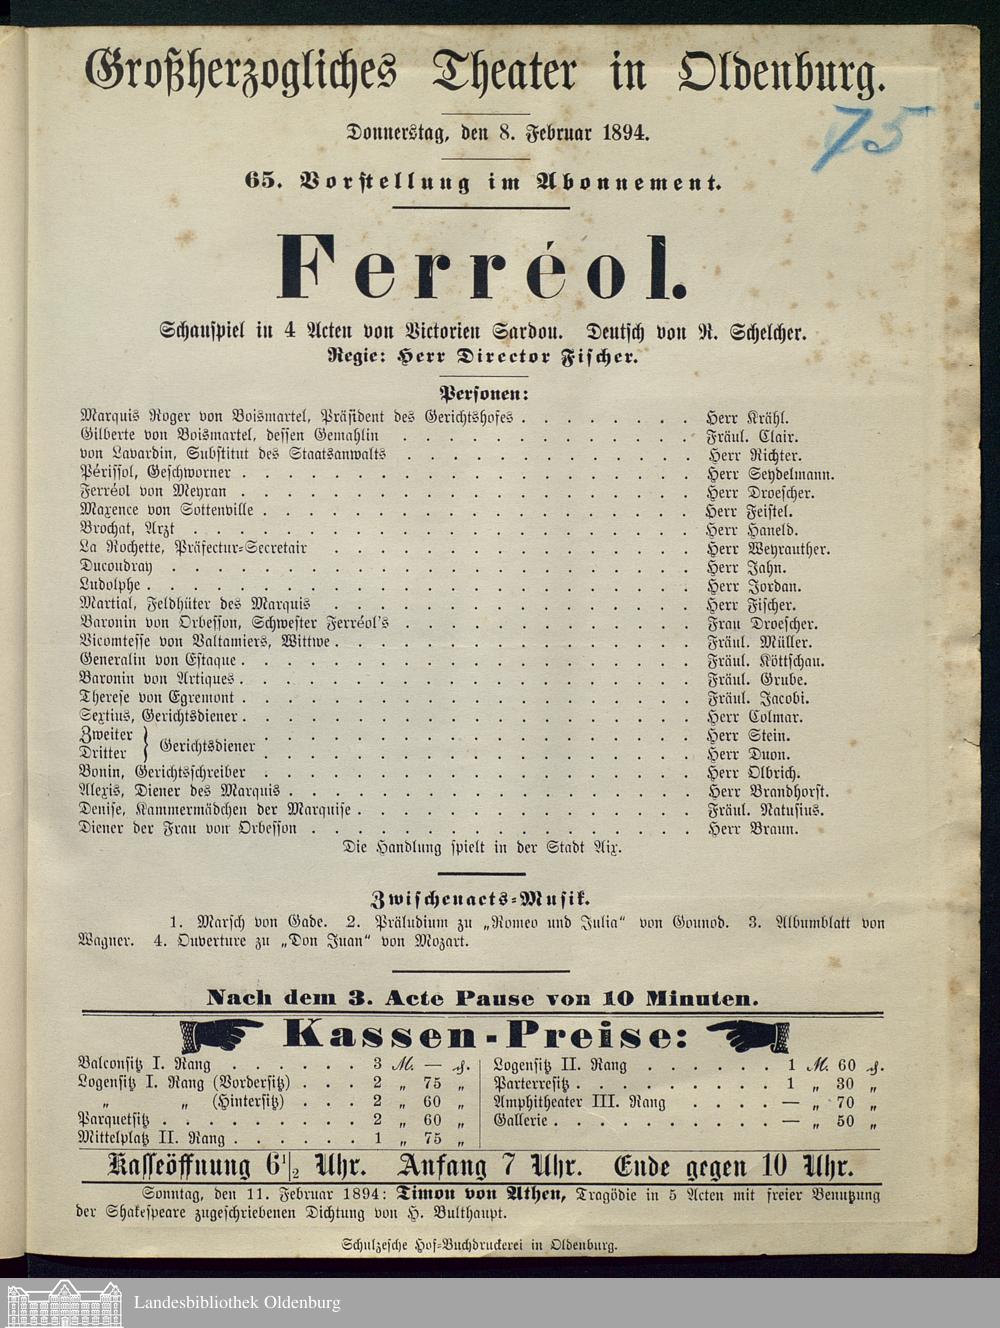 Großherzogliches Theater in Oldenburg.
75
Donnerstag, den 8. Februar 1894.
65. Vorstellung im Abonnement.
Ferréol.
Schauspiel in 4 Acten von Victorien Sardou. Deutsch von R. Schelcher.
Regie: Herr Director Fischer.
Personen:
Marquis Roger von Boismartel, Präsident des Gerichtshofes . . . . . . . . Herr Krähl.
Gilberte von Boismartel, dessen Gemahlin . . . . . . . . . . . . . Fräul. Clair.
von Lavardin, Substitut des Staatsanwalts . . . . . . . . . . . . . Herr Richter.
Périssol, Geschworner . . . . . . . . . . . . . . . . . . . . Herr Seydelmann.
Ferréol von Meyran . . . . . . . . . . . . . . . . . . . . Herr Droescher.
Maxence von Sottenville . . . . . . . . . . . . . . . . . . . Herr Feistel.
Brochat, Arzt . . . . . . . . . . . . . . . . . . . . . . Herr Haneld.
La Rochette, Präfectur-Secretair . . . . . . . . . . . . . . . . Herr Weyrauther.
Ducoudray . . . . . . . . . . . . . . . . . . . . . . . Herr Jahn.
Ludolphe . . . . . . . . . . . . . . . . . . . . . . . . Herr Jordan.
Martial, Feldhüter des Marquis . . . . . . . . . . . . . . . . Herr Fischer.
Baronin von Orbesson, Schwester Ferréol's . . . . . . . . . . . . . Frau Droescher.
Vicomtesse von Valtamiers, Wittwe . . . . . . . . . . . . . . . . Fräul. Müller.
Generalin von Estaque . . . . . . . . . . . . . . . . . . . . Fräul. Köttschau.
Baronin von Artiques . . . . . . . . . . . . . . . . . . . . Fräul. Grube.
Therese von Egremont . . . . . . . . . . . . . . . . . . . . Fräul. Jacobi.
Sextius, Gerichtsdiener . . . . . . . . . . . . . . . . . . . . Herr Colmar.
Zweiter } Gerichtsdiener . . . . . . . . . . . . . . . . . . . Herr Stein.
Dritter . . . . . . . . . . . . . . . . . . . Herr Duon.
Bonin, Gerichtsschreiber . . . . . . . . . . . . . . . . . . . Herr Olbrich.
Alexis, Diener des Marquis . . . . . . . . . . . . . . . . . . Herr Brandhorst.
Denise, Kammermädchen der Marquise . . . . . . . . . . . . . . . Fräul. Natusius.
Diener der Frau von Orbesson . . . . . . . . . . . . . . . . . Herr Braun.
Die Handlung spielt in der Stadt Aix.
Zwischenacts-Musik.
1. Marsch von Gade. 2. Präludium zu „Romeo und Julia“ von Gounod. 3. Albumblatt von
Wagner. 4. Ouverture zu „Don Juan“ von Mozart.
Nach dem 3. Acte Pause von 10 Minuten.
Kassen-Preise:
Balconsitz I. Rang . . . . . . 3 M. — ₰.
Logensitz I. Rang (Vordersitz) . . . 2 „ 75 „
„ „ (Hintersitz) . . . 2 „ 60 „
Parquetsitz . . . . . . . . . 2 „ 60 „
Mittelplatz II. Rang . . . . . . 1 „ 75 „
Logensitz II. Rang . . . . . . 1 M. 60 ₰.
Parterresitz . . . . . . . . . 1 „ 30 „
Amphitheater III. Rang . . . . — „ 70 „
Gallerie . . . . . . . . . . — „ 50 „
Kasseöffnung 6 1/2 Uhr. Anfang 7 Uhr. Ende gegen 10 Uhr.
Sonntag, den 11. Februar 1894: Timon von Athen, Tragödie in 5 Acten mit freier Benutzung
der Shakespeare zugeschriebenen Dichtung von H. Bulthaupt.
Schulzesche Hof-Buchdruckerei in Oldenburg.
Landesbibliothek Oldenburg